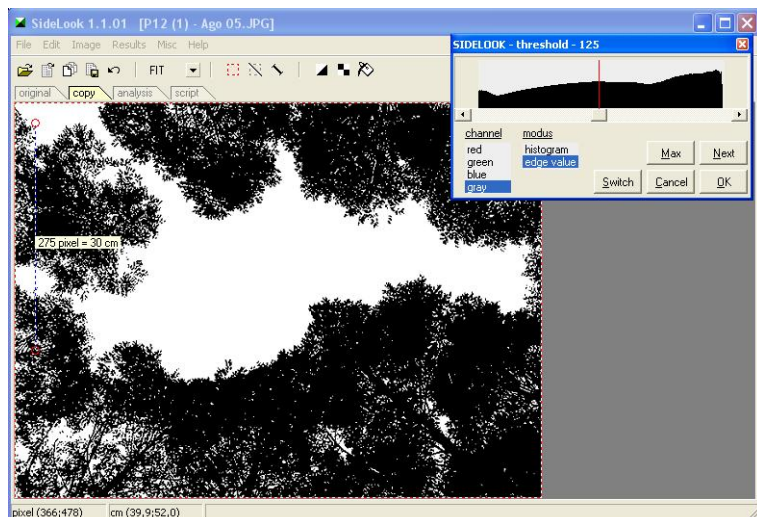 SideLook 1.1.01 [P12 (1) - Ago 05.JPG]
File Edit Image Results Misc Help
FIT
original copy analysis script
SIDELOOK - threshold - 125
channel modus
red histogram
green edge value
blue
gray
Max Next
Switch Cancel OK
275 pixel = 30 cm
pixel (366;478) cm (39,9;52,0)